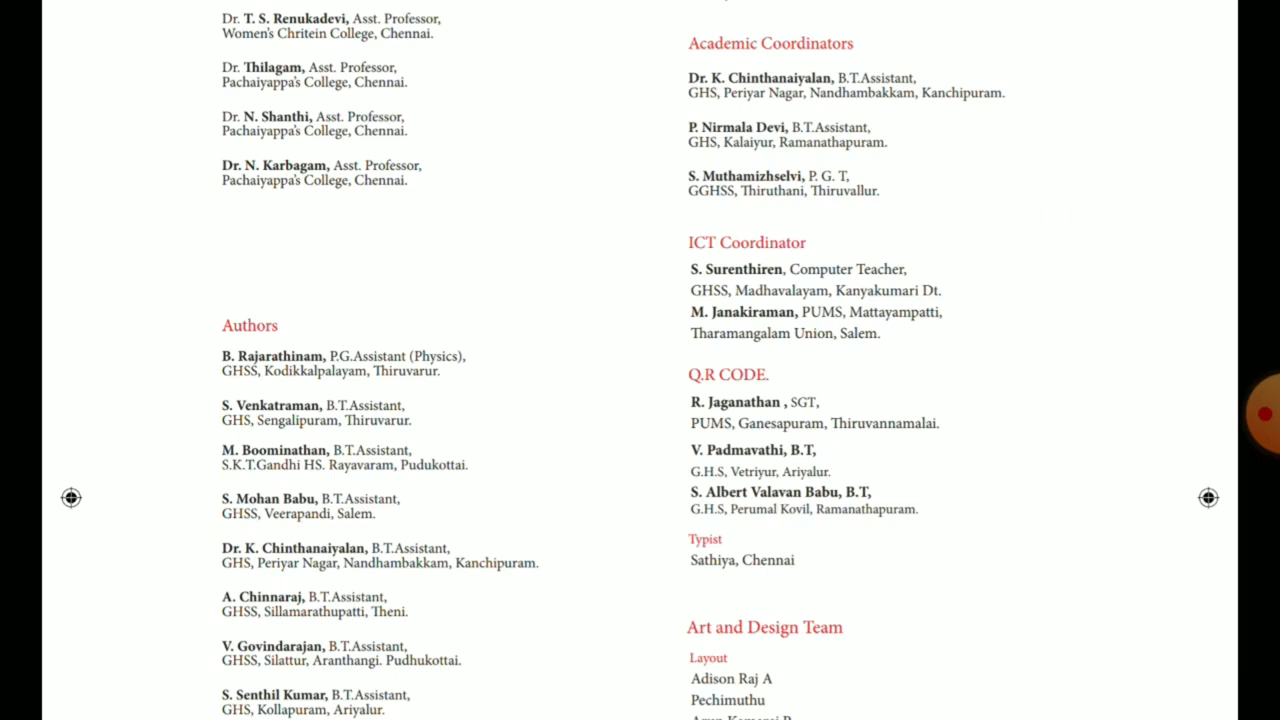 Dr. T. S. Renukadevi, Asst. Professor,
Women's Chritein College, Chennai.
Dr. Thilagam, Asst. Professor,
Pachaiyappa's College, Chennai.
Dr. N. Shanthi, Asst. Professor,
Pachaiyappa's College, Chennai.
Dr. N. Karbagam, Asst. Professor,
Pachaiyappa's College, Chennai.
Authors
B. Rajarathinam, P.G.Assistant (Physics),
GHSS, Kodikkalpalayam, Thiruvarur.
S. Venkatraman, B.T.Assistant,
GHS, Sengalipuram, Thiruvarur.
M. Boominathan, B.T.Assistant,
S.K.T.Gandhi HS. Rayavaram, Pudukottai.
S. Mohan Babu, B.T.Assistant,
GHSS, Veerapandi, Salem.
Dr. K. Chinthanaiyalan, B.T.Assistant,
GHS, Periyar Nagar, Nandhambakkam, Kanchipuram.
A. Chinnaraj, B.T.Assistant,
GHSS, Sillamarathupatti, Theni.
V. Govindarajan, B.T.Assistant,
GHSS, Silattur, Aranthangi. Pudhukottai.
S. Senthil Kumar, B.T.Assistant,
GHS, Kollapuram, Ariyalur.
Academic Coordinators
Dr. K. Chinthanaiyalan, B.T.Assistant,
GHS, Periyar Nagar, Nandhambakkam, Kanchipuram.
P. Nirmala Devi, B.T.Assistant,
GHS, Kalaiyur, Ramanathapuram.
S. Muthamizhselvi, P. G. T,
GGHSS, Thiruthani, Thiruvallur.
ICT Coordinator
S. Surenthiren, Computer Teacher,
GHSS, Madhavalayam, Kanyakumari Dt.
M. Janakiraman, PUMS, Mattayampatti,
Tharamangalam Union, Salem.
Q.R CODE.
R. Jaganathan , SGT,
PUMS, Ganesapuram, Thiruvannamalai.
V. Padmavathi, B.T,
G.H.S, Vetriyur, Ariyalur.
S. Albert Valavan Babu, B.T,
G.H.S, Perumal Kovil, Ramanathapuram.
Typist
Sathiya, Chennai
Art and Design Team
Layout
Adison Raj A
Pechimuthu